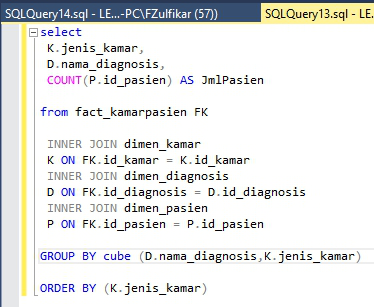 SQLQuery14.sql - LE...-PC\FZulfikar (57))
SQLQuery13.sql - LE...
select
K.jenis_kamar,
D.nama_diagnosis,
COUNT(P.id_pasien) AS JmlPasien
from fact_kamarpasien FK
INNER JOIN dimen_kamar
K ON FK.id_kamar = K.id_kamar
INNER JOIN dimen_diagnosis
D ON FK.id_diagnosis = D.id_diagnosis
INNER JOIN dimen_pasien
P ON FK.id_pasien = P.id_pasien
GROUP BY cube (D.nama_diagnosis,K.jenis_kamar)
ORDER BY (K.jenis_kamar)